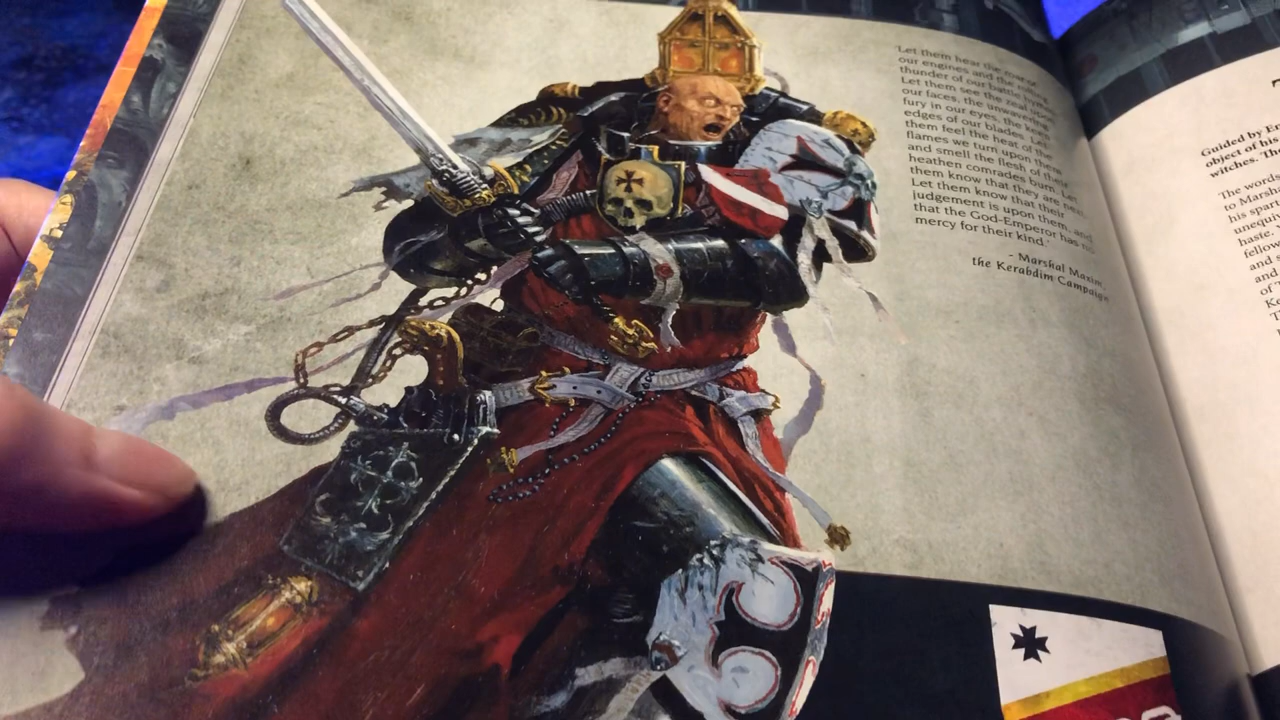 'Let them hear the roar of
our engines and the
thunder of our battle hymns.
Let them see the zeal upon
our faces, the unwavering
fury in our eyes, the keen
edges of our blades. Let
them feel the heat of the
flames we turn upon them
and smell the flesh of their
heathen comrades burn. Let
them know that they are next.
Let them know that their
judgement is upon them, and
that the God-Emperor has no
mercy for their kind.'
- Marshal
the Kerabdim Campaign
Guided by
object of his
witches.
The words
to Marsh
his spar
unequi
haste.
fellow
and s
and
of